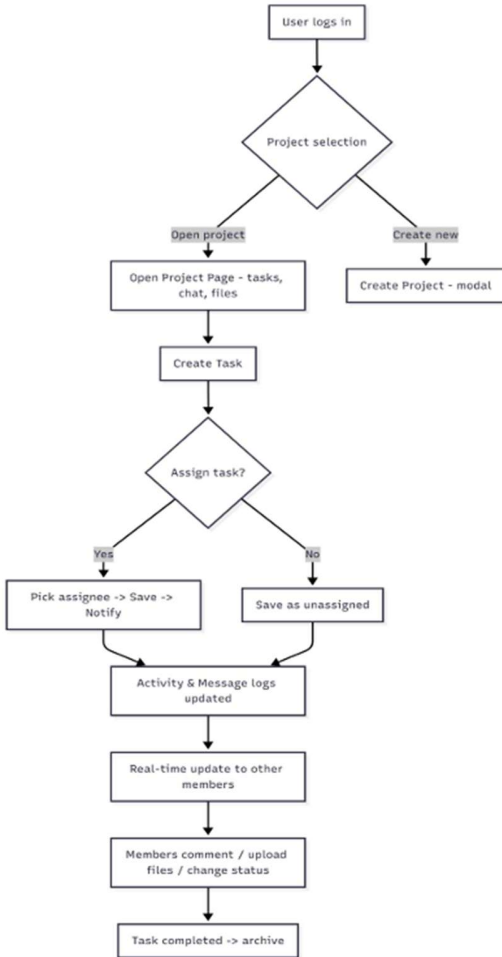 User logs in
Project selection
Open project
Create new
Open Project Page - tasks,
chat, files
Create Project - modal
Create Task
Assign task?
Yes
No
Pick assignee -> Save ->
Notify
Save as unassigned
Activity & Message logs
updated
Real-time update to other
members
Members comment / upload
files / change status
Task completed -> archive